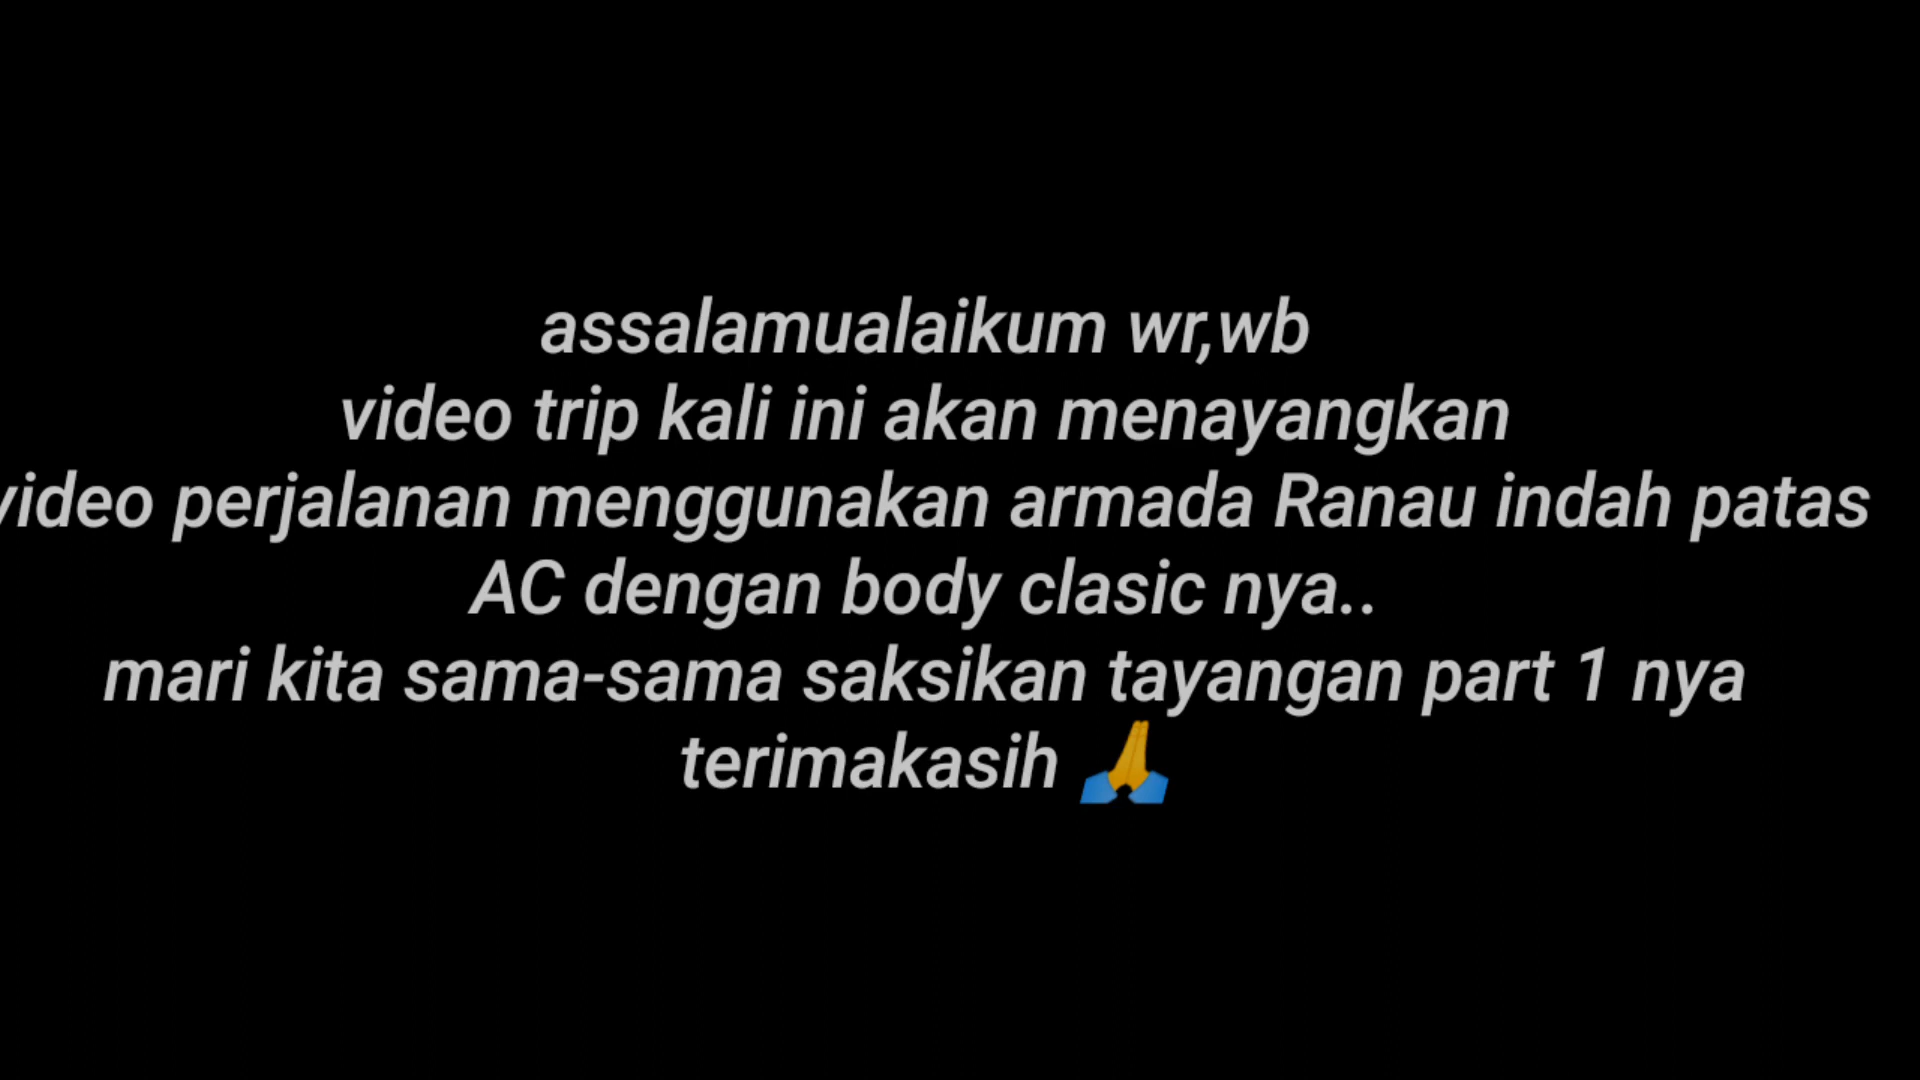 assalamualaikum wr,wb
video trip kali ini akan menayangkan
video perjalanan menggunakan armada Ranau indah patas
AC dengan body clasic nya..
mari kita sama-sama saksikan tayangan part 1 nya
terimakasih 🙏